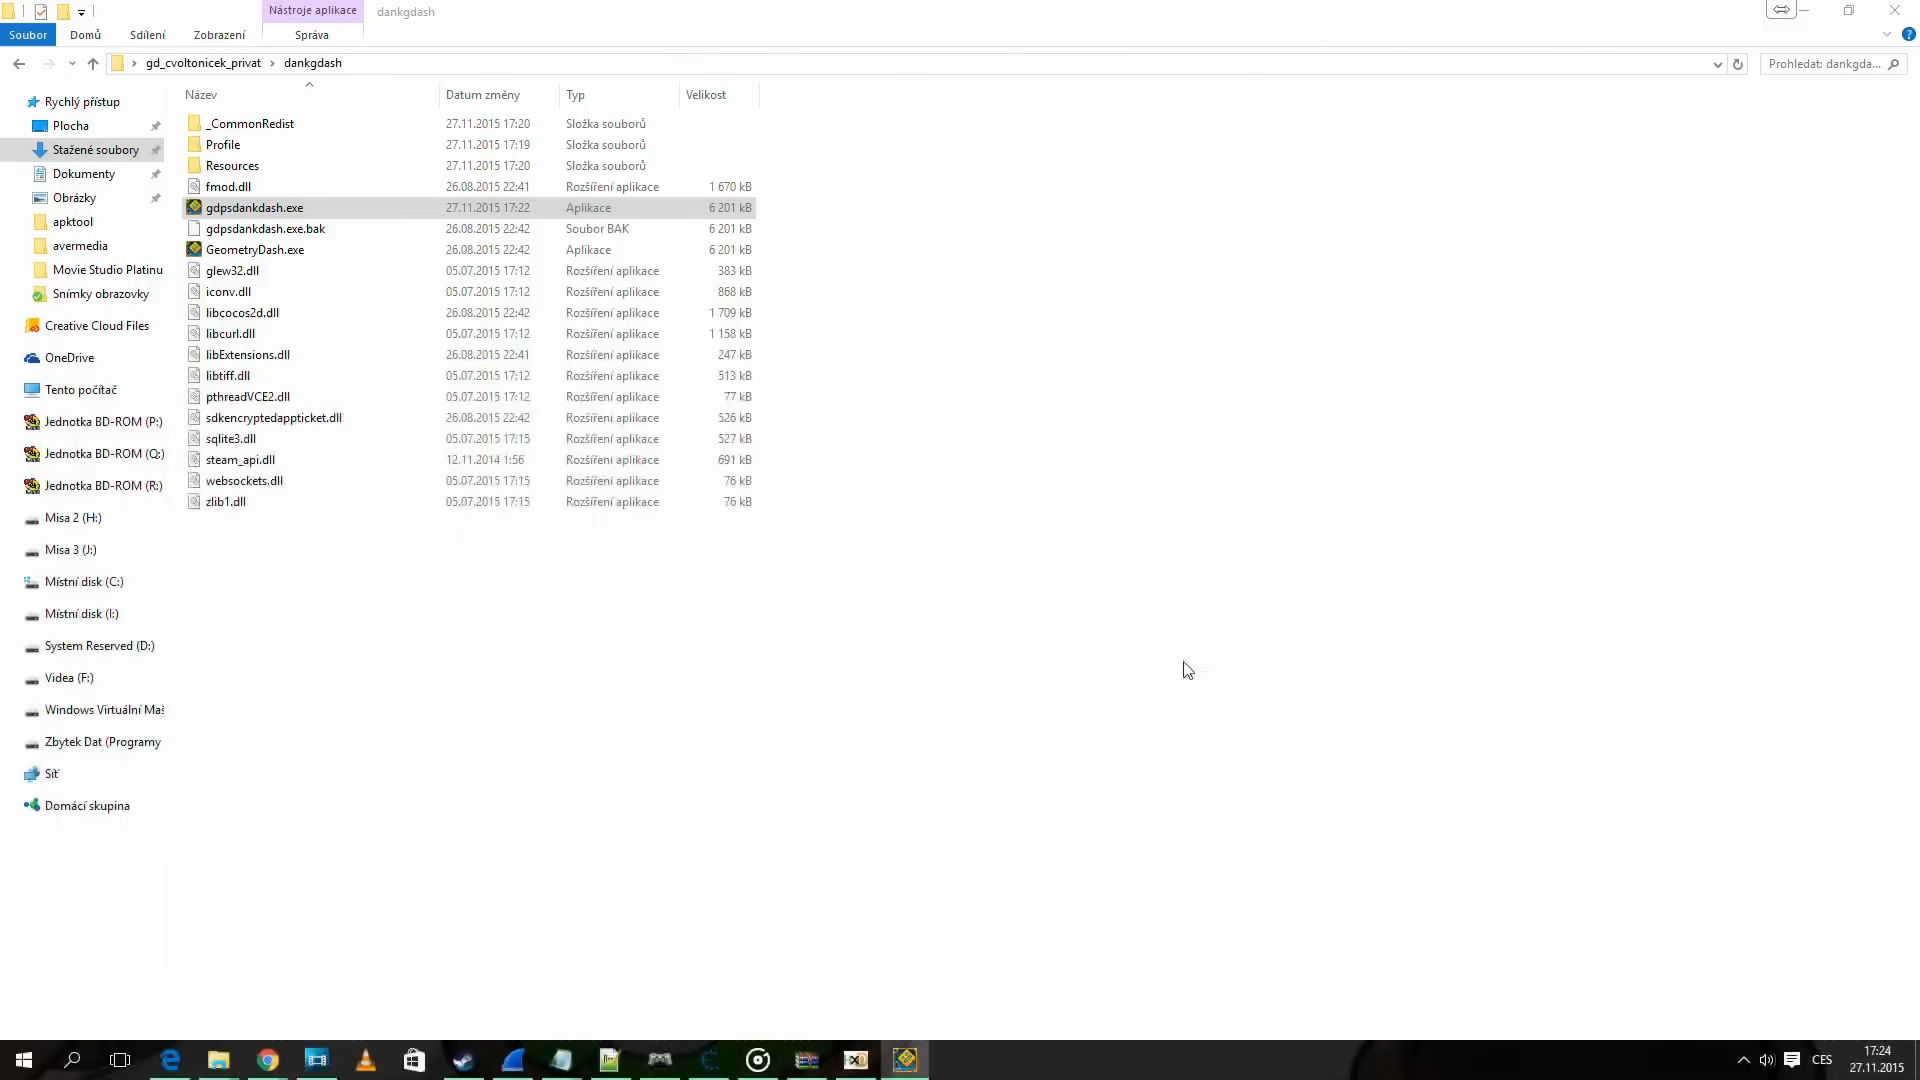 Nástroje aplikace
dankgdash
Soubor
Domů
Sdílení
Zobrazení
Správa
gd_cvoltonicek_privat
dankgdash
Prohledat: dankgda...
Rychlý přístup
Plocha
Stažené soubory
Dokumenty
Obrázky
apktool
avermedia
Movie Studio Platinu
Snímky obrazovky
Creative Cloud Files
OneDrive
Tento počítač
Jednotka BD-ROM (P:)
Jednotka BD-ROM (Q:)
Jednotka BD-ROM (R:)
Misa 2 (H:)
Misa 3 (J:)
Místní disk (C:)
Místní disk (I:)
System Reserved (D:)
Videa (F:)
Windows Virtuální Maš
Zbytek Dat (Programy
Síť
Domácí skupina
Název Datum změny Typ Velikost
_CommonRedist 27.11.2015 17:20 Složka souborů
Profile 27.11.2015 17:19 Složka souborů
Resources 27.11.2015 17:20 Složka souborů
fmod.dll 26.08.2015 22:41 Rozšíření aplikace 1 670 kB
gdpsdankdash.exe 27.11.2015 17:22 Aplikace 6 201 kB
gdpsdankdash.exe.bak 26.08.2015 22:42 Soubor BAK 6 201 kB
GeometryDash.exe 26.08.2015 22:42 Aplikace 6 201 kB
glew32.dll 05.07.2015 17:12 Rozšíření aplikace 383 kB
iconv.dll 05.07.2015 17:12 Rozšíření aplikace 868 kB
libcocos2d.dll 26.08.2015 22:42 Rozšíření aplikace 1 709 kB
libcurl.dll 05.07.2015 17:12 Rozšíření aplikace 1 158 kB
libExtensions.dll 26.08.2015 22:41 Rozšíření aplikace 247 kB
libtiff.dll 05.07.2015 17:12 Rozšíření aplikace 513 kB
pthreadVCE2.dll 05.07.2015 17:12 Rozšíření aplikace 77 kB
sdkencryptedappticket.dll 26.08.2015 22:42 Rozšíření aplikace 526 kB
sqlite3.dll 05.07.2015 17:15 Rozšíření aplikace 527 kB
steam_api.dll 12.11.2014 1:56 Rozšíření aplikace 691 kB
websockets.dll 05.07.2015 17:15 Rozšíření aplikace 76 kB
zlib1.dll 05.07.2015 17:15 Rozšíření aplikace 76 kB
CES
17:24
27.11.2015